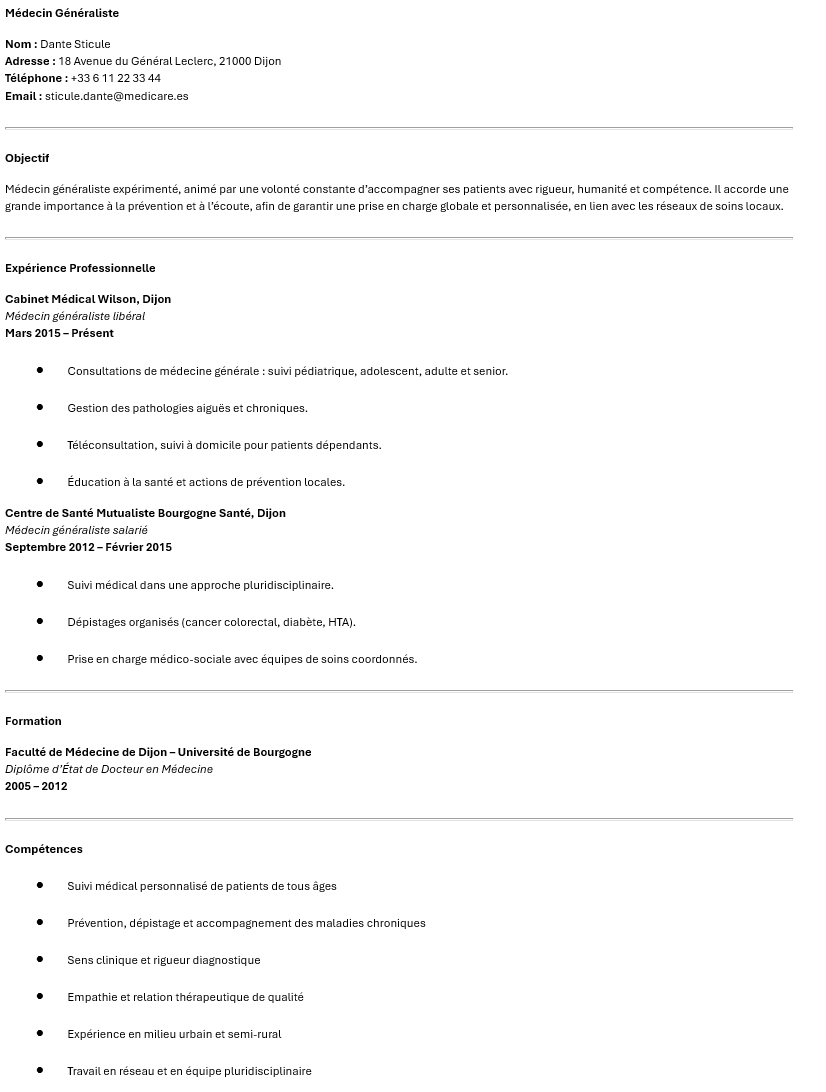 Médecin Généraliste
Nom : Dante Sticule
Adresse : 18 Avenue du Général Leclerc, 21000 Dijon
Téléphone : +33 6 11 22 33 44
Email : sticule.dante@medicare.es
Objectif
Médecin généraliste expérimenté, animé par une volonté constante d’accompagner ses patients avec rigueur, humanité et compétence. Il accorde une
grande importance à la prévention et à l’écoute, afin de garantir une prise en charge globale et personnalisée, en lien avec les réseaux de soins locaux.
Expérience Professionnelle
Cabinet Médical Wilson, Dijon
Médecin généraliste libéral
Mars 2015 – Présent
● Consultations de médecine générale : suivi pédiatrique, adolescent, adulte et senior.
● Gestion des pathologies aiguës et chroniques.
● Téléconsultation, suivi à domicile pour patients dépendants.
● Éducation à la santé et actions de prévention locales.
Centre de Santé Mutualiste Bourgogne Santé, Dijon
Médecin généraliste salarié
Septembre 2012 – Février 2015
● Suivi médical dans une approche pluridisciplinaire.
● Dépistages organisés (cancer colorectal, diabète, HTA).
● Prise en charge médico-sociale avec équipes de soins coordonnés.
Formation
Faculté de Médecine de Dijon – Université de Bourgogne
Diplôme d’État de Docteur en Médecine
2005 – 2012
Compétences
● Suivi médical personnalisé de patients de tous âges
● Prévention, dépistage et accompagnement des maladies chroniques
● Sens clinique et rigueur diagnostique
● Empathie et relation thérapeutique de qualité
● Expérience en milieu urbain et semi-rural
● Travail en réseau et en équipe pluridisciplinaire